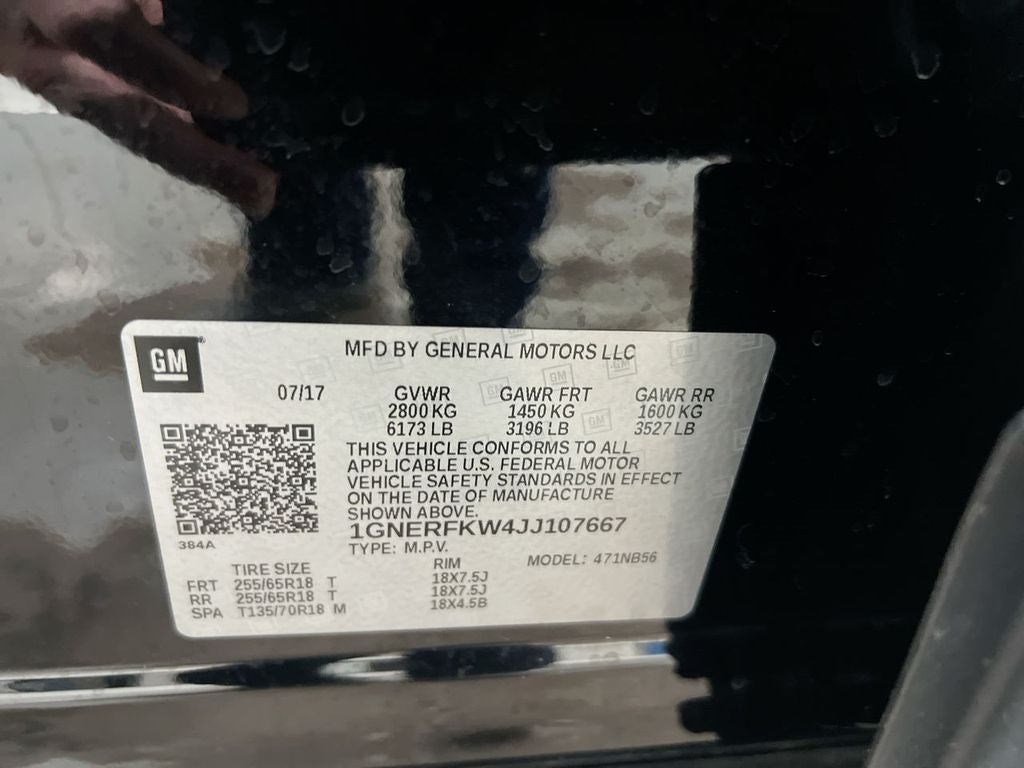 GM
MFD BY GENERAL MOTORS LLC
07/17 GVWR GAWR FRT GAWR RR
2800 KG 1450 KG 1600 KG
6173 LB 3196 LB 3527 LB
THIS VEHICLE CONFORMS TO ALL
APPLICABLE U.S. FEDERAL MOTOR
VEHICLE SAFETY STANDARDS IN EFFECT
ON THE DATE OF MANUFACTURE
SHOWN ABOVE.
1GNERFKW4JJ107667
384A
TYPE: M.P.V. MODEL: 471NB56
TIRE SIZE RIM
FRT 255/65R18 T 18X7.5J
RR 255/65R18 T 18X7.5J
SPA T135/70R18 M 18X4.5B